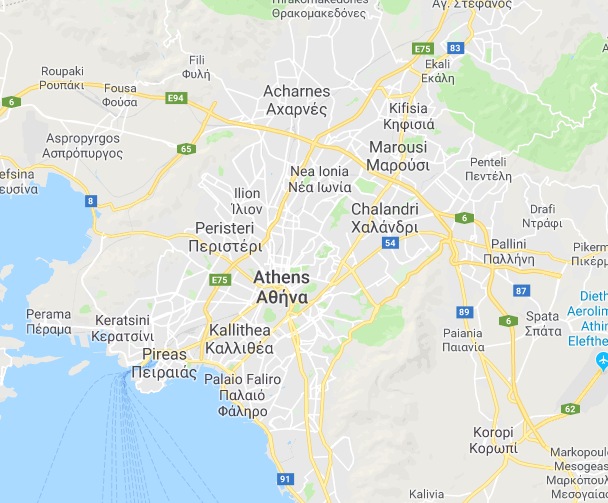 Thrakomakedones
Θρακομακεδόνες
Αγ. Στέφανος
E75
83
Fili
Φυλή
Ekali
Εκάλη
Roupaki
Ρουπάκι
Fousa
Φούσα
6
E94
Acharnes
Αχαρνές
Kifisia
Κηφισιά
Aspropyrgos
Ασπρόπυργος
65
Marousi
Μαρούσι
Nea Ionia
Νέα Ιωνία
Penteli
Πεντέλη
efsina
ευσίνα
8
Ilion
Ίλιον
Chalandri
Χαλάνδρι
6
Drafi
Ντράφι
Peristeri
Περιστέρι
54
Pallini
Παλλήνη
Pikerm
Πικέρμ
E75
Athens
Αθήνα
87
Dieth
Aerolim
Athin
Elefthe
Perama
Πέραμα
Keratsini
Κερατσίνι
Kallithea
Καλλιθέα
89
6
Spata
Σπάτα
Paiania
Παιανία
Pireas
Πειραιάς
Palaio Faliro
Παλαιό
Φάληρο
62
Koropi
Κορωπί
Markopoulo
Mesogeas
Μαρκόπουλο
Μεσογαίας
91
Kalivia